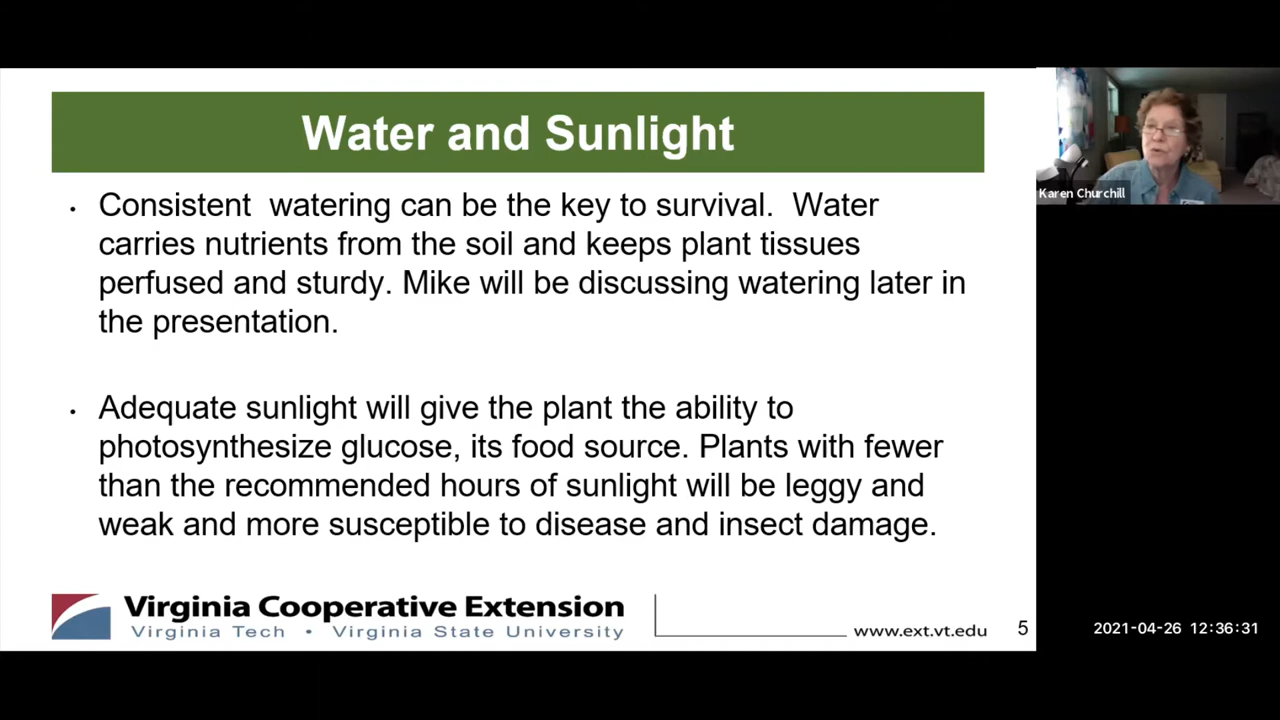 Water and Sunlight
• Consistent  watering can be the key to survival.  Water
carries nutrients from the soil and keeps plant tissues
perfused and sturdy. Mike will be discussing watering later in
the presentation.
• Adequate sunlight will give the plant the ability to
photosynthesize glucose, its food source. Plants with fewer
than the recommended hours of sunlight will be leggy and
weak and more susceptible to disease and insect damage.
Virginia Cooperative Extension
Virginia Tech • Virginia State University
www.ext.vt.edu
5
Karen Churchill
2021-04-26 12:36:31